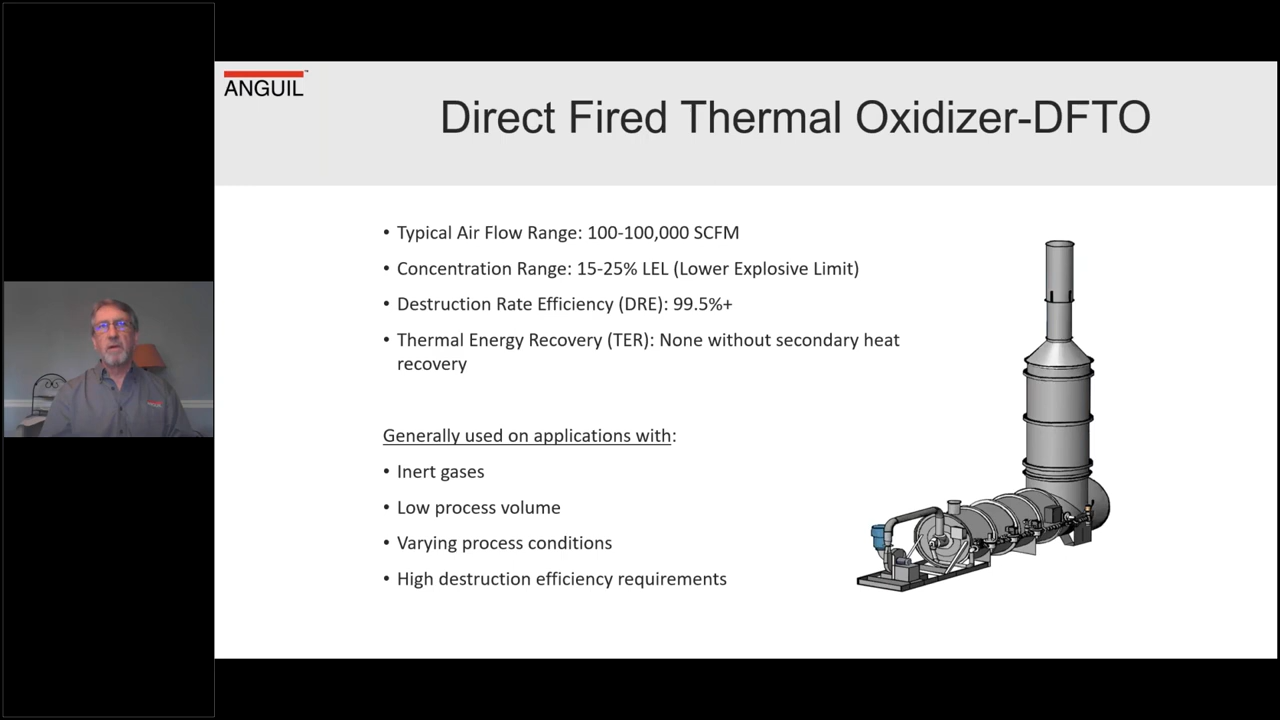 ANGUIL
Direct Fired Thermal Oxidizer-DFTO
• Typical Air Flow Range: 100-100,000 SCFM
• Concentration Range: 15-25% LEL (Lower Explosive Limit)
• Destruction Rate Efficiency (DRE): 99.5%+
• Thermal Energy Recovery (TER): None without secondary heat
recovery
Generally used on applications with:
• Inert gases
• Low process volume
• Varying process conditions
• High destruction efficiency requirements